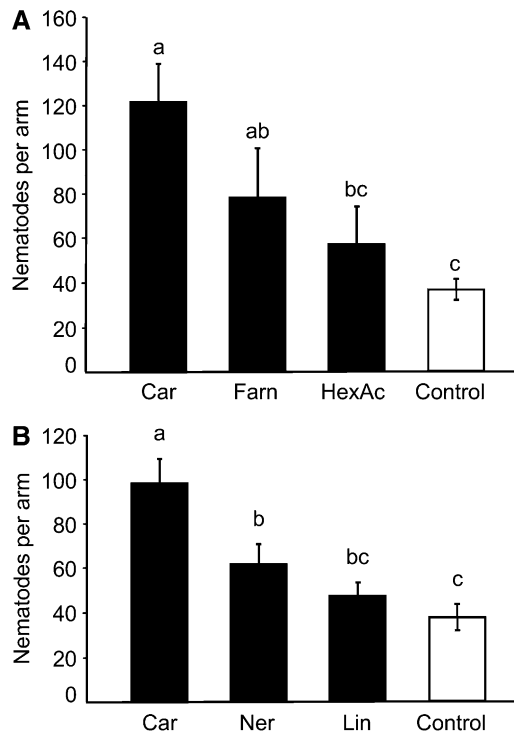 A
Nematodes per arm
160
140
120
100
80
60
40
20
0
a
ab
bc
c
Car Farn HexAc Control
B
Nematodes per arm
120
100
80
60
40
20
0
a
b
bc
c
Car Ner Lin Control